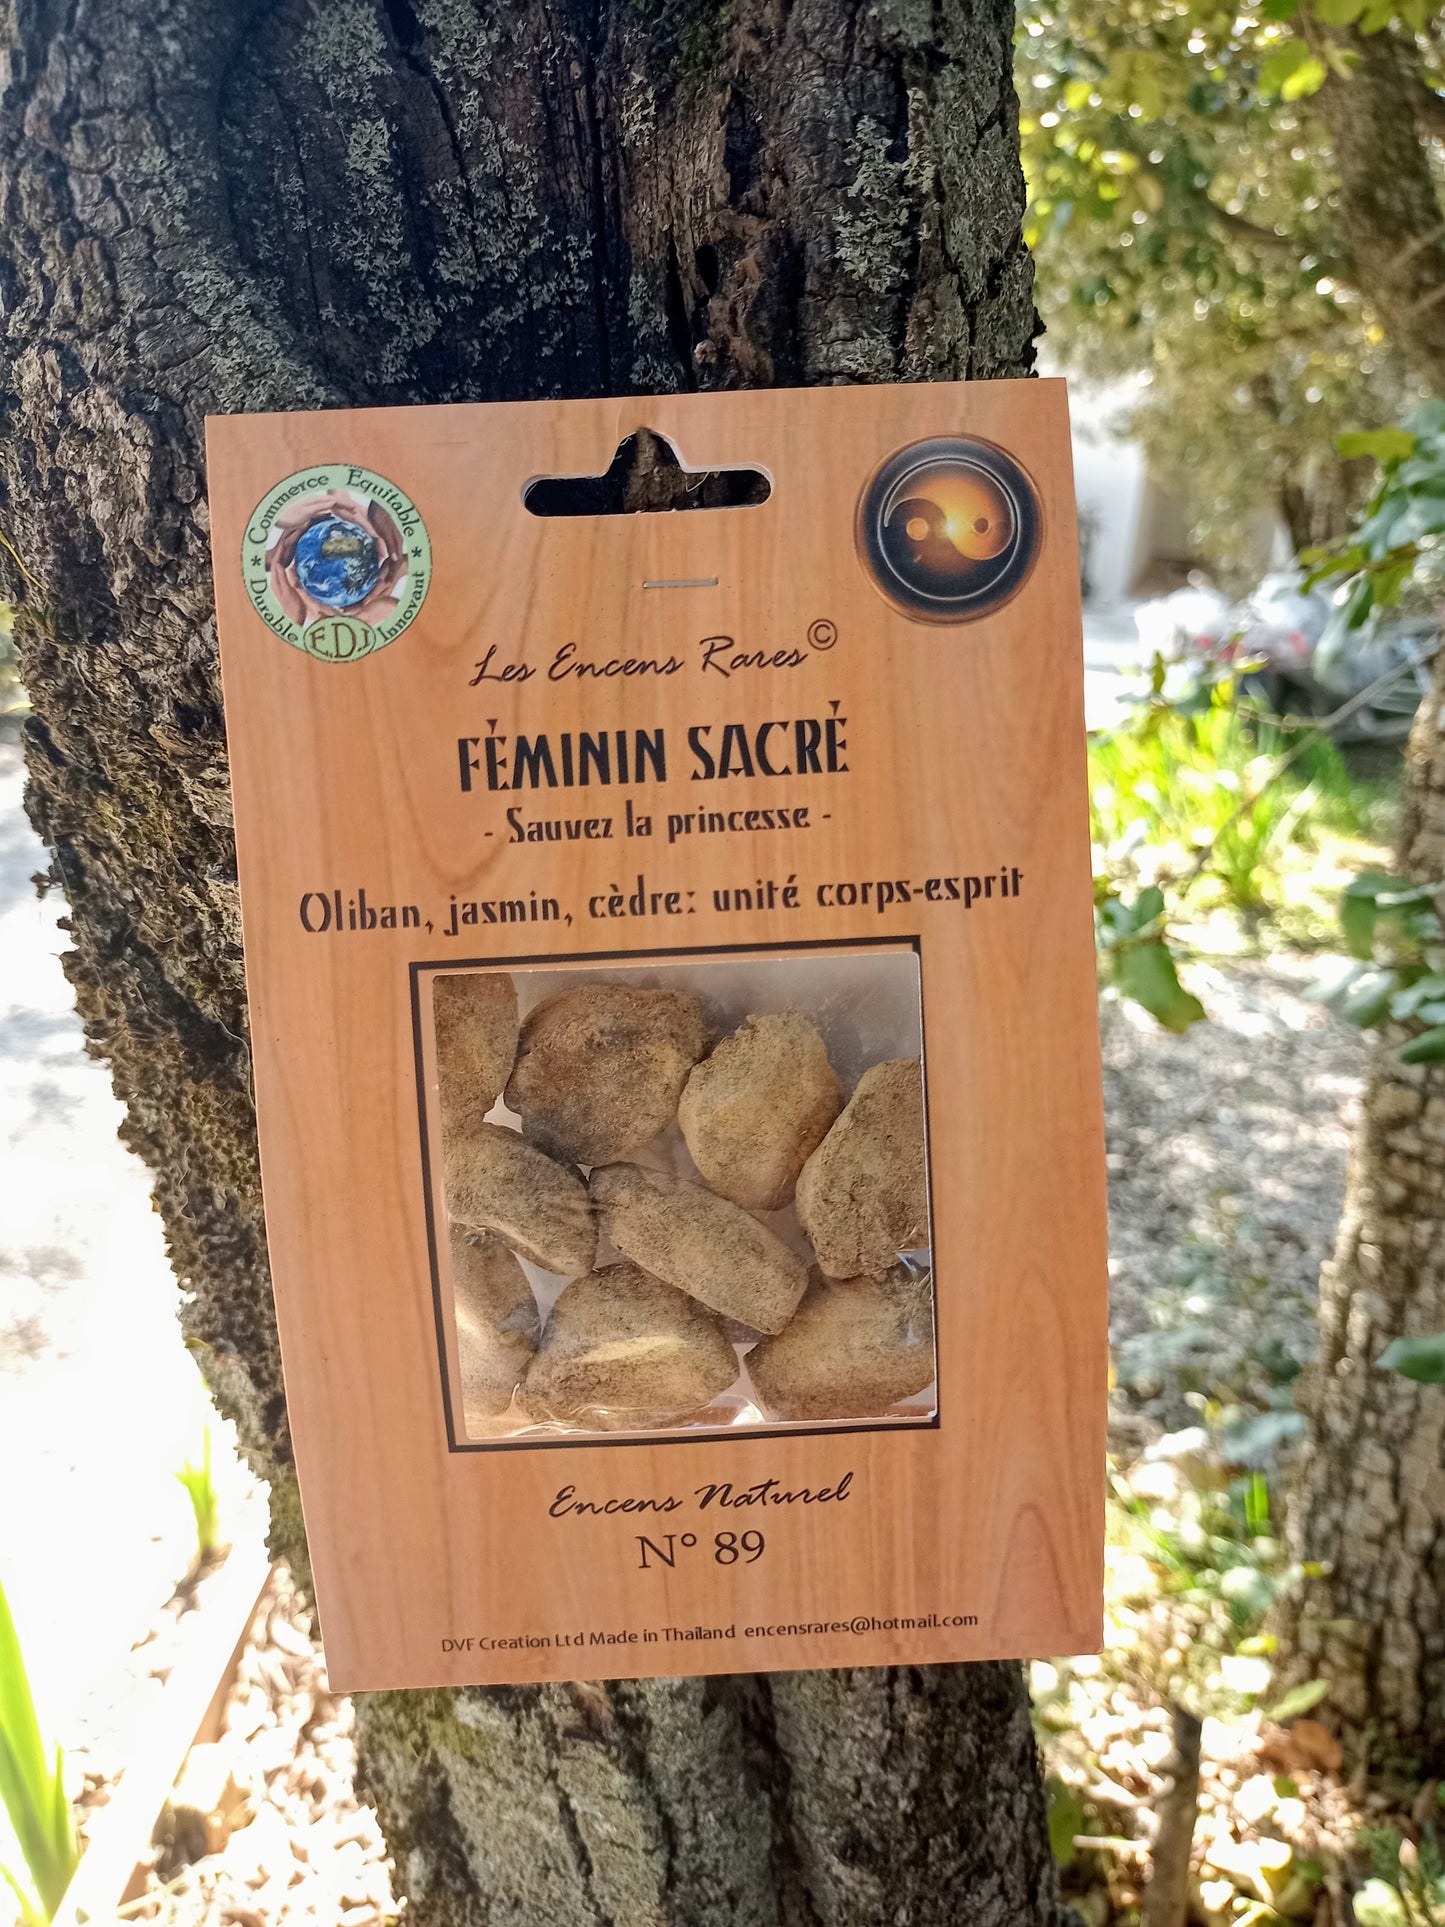 Commerce Equitable * Innovant
* Durable
E.D.I
Les Encens Rares©
FÉMININ SACRÉ
- Sauvez la princesse -
Oliban, jasmin, cèdre: unité corps-esprit
Encens Naturel
N° 89
DVF Creation Ltd Made in Thaïland encensrares@hotmail.com